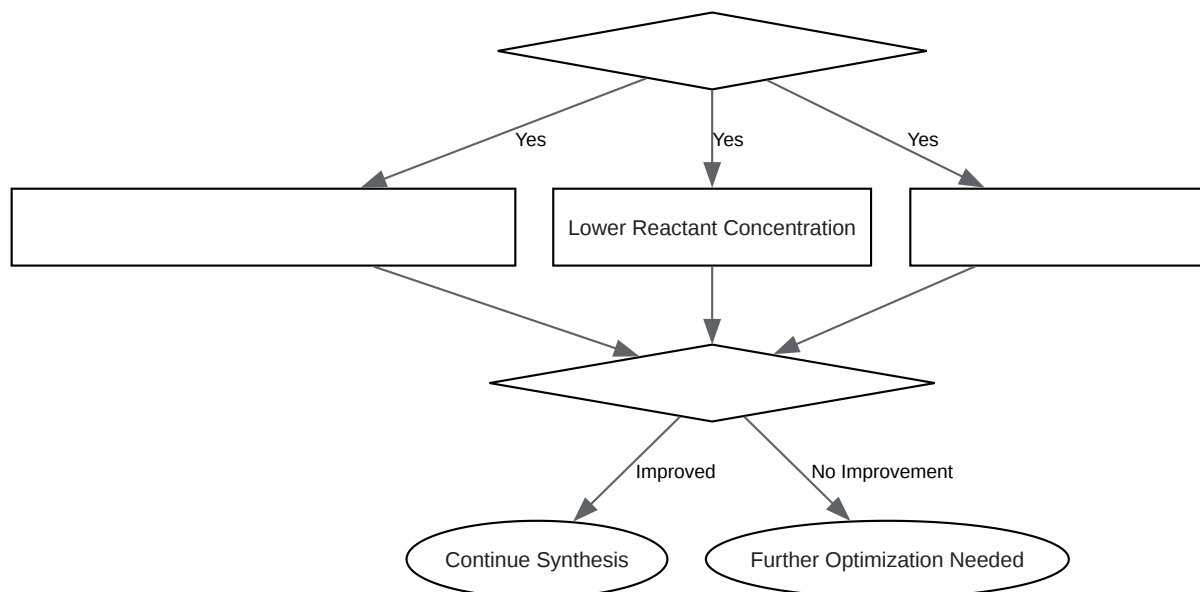 Yes
Yes
Yes
Lower Reactant Concentration
Improved
No Improvement
Continue Synthesis
Further Optimization Needed